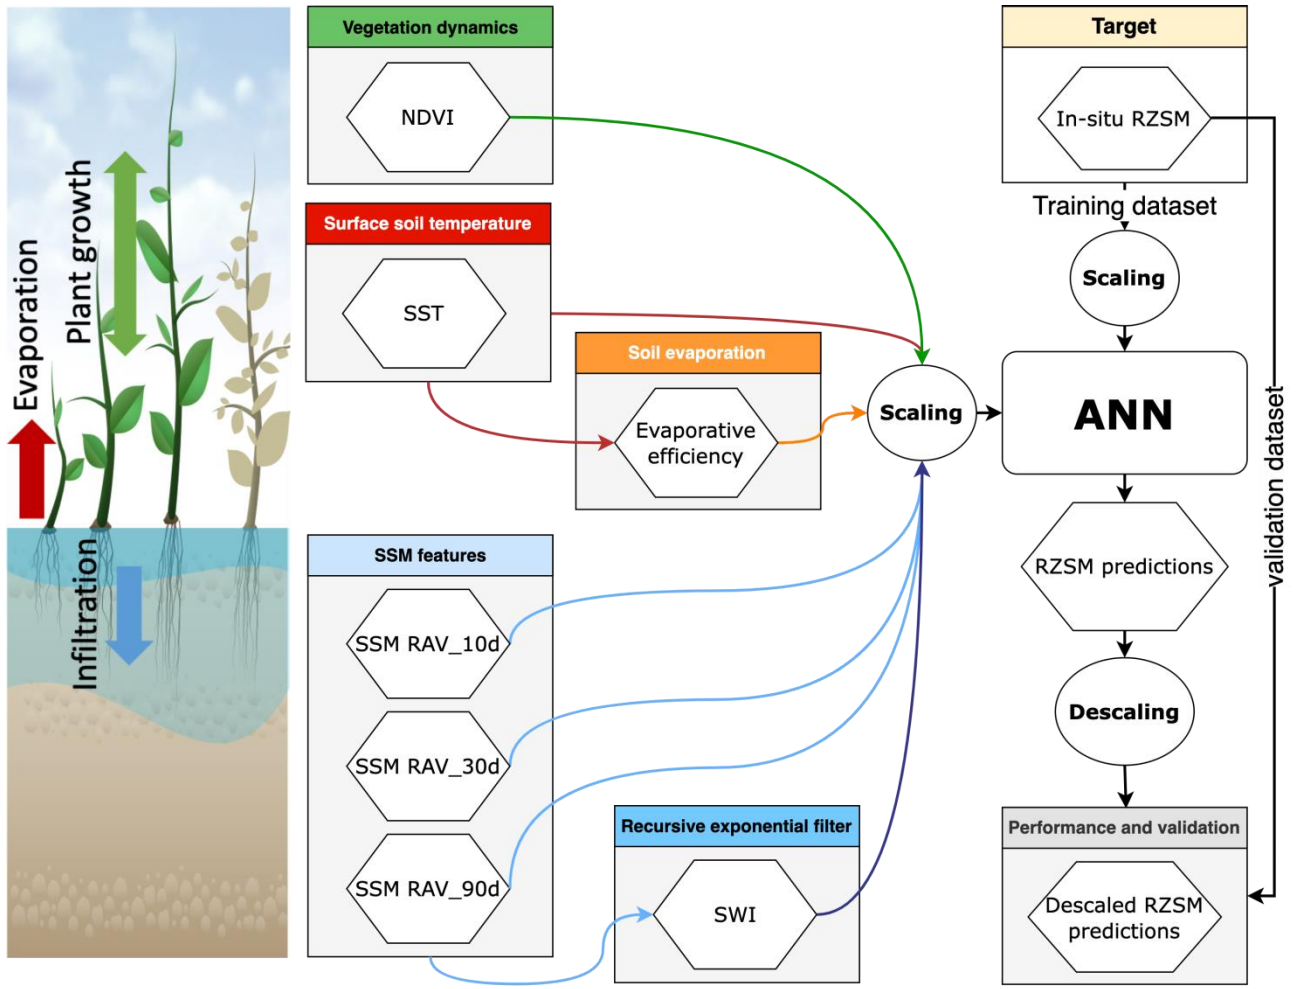 Evaporation
Plant growth
Infiltration
Vegetation dynamics
NDVI
Surface soil temperature
SST
Soil evaporation
Evaporative
efficiency
SSM features
SSM RAV_10d
SSM RAV_30d
SSM RAV_90d
Recursive exponential filter
SWI
Scaling
Target
In-situ RZSM
Training dataset
Scaling
ANN
RZSM predictions
Descaling
Performance and validation
Descaled RZSM
predictions
validation dataset